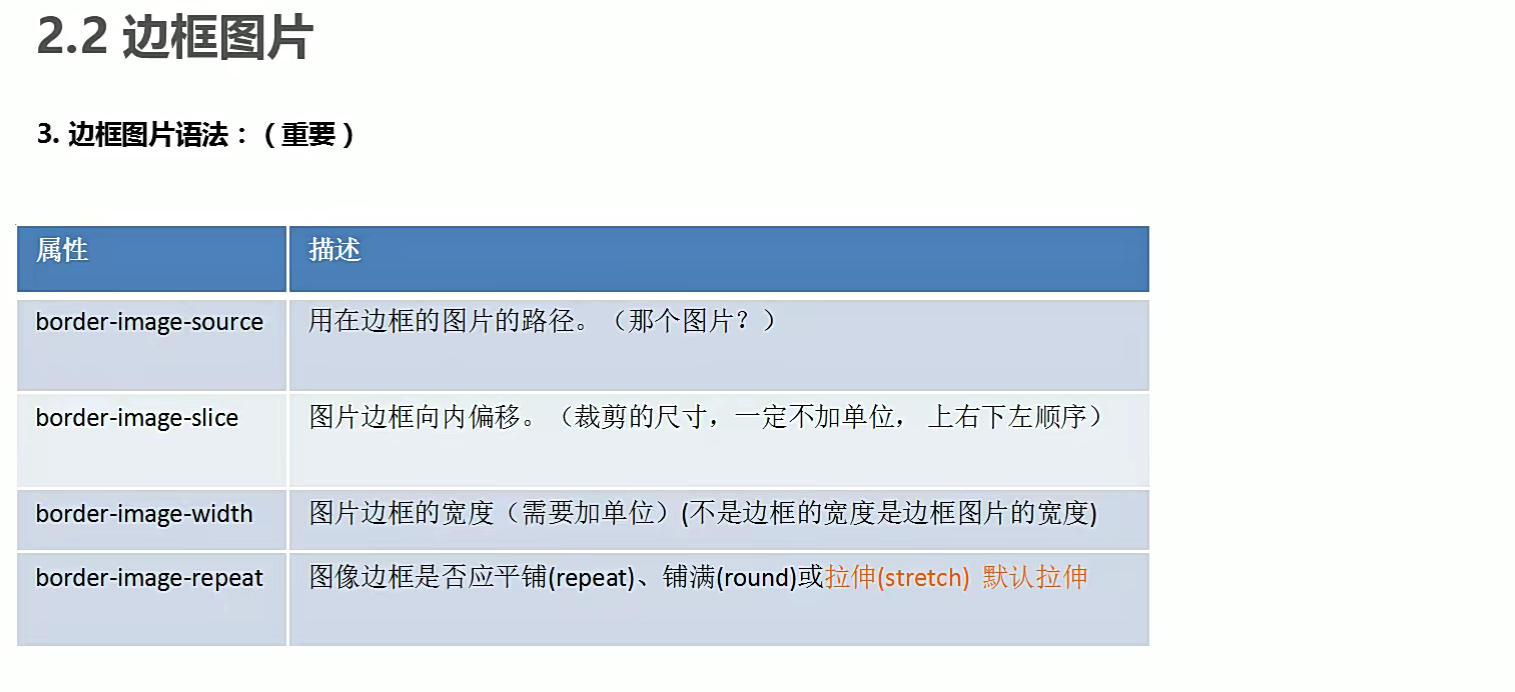 2.2 边框图片
3. 边框图片语法：（重要）
属性 描述
border-image-source 用在边框的图片的路径。（那个图片？）
border-image-slice 图片边框向内偏移。（裁剪的尺寸，一定不加单位， 上右下左顺序）
border-image-width 图片边框的宽度（需要加单位）(不是边框的宽度是边框图片的宽度)
border-image-repeat 图像边框是否应平铺(repeat)、铺满(round)或拉伸(stretch) 默认拉伸